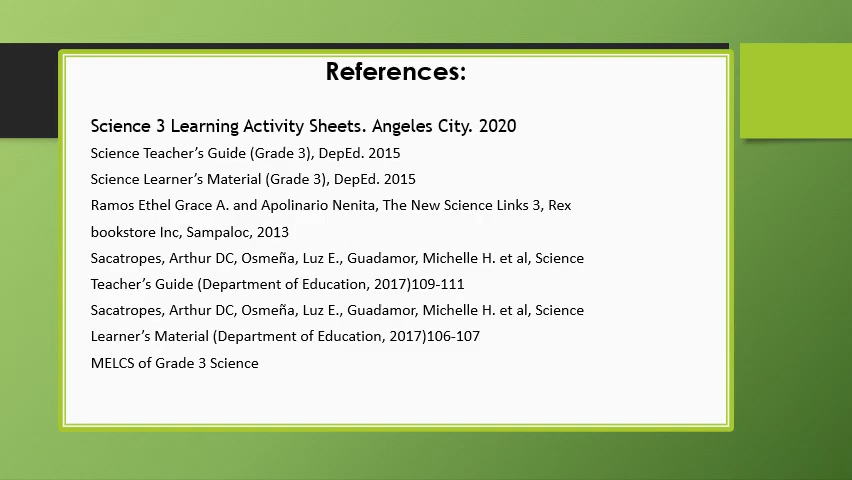 References:
Science 3 Learning Activity Sheets. Angeles City. 2020
Science Teacher’s Guide (Grade 3), DepEd. 2015
Science Learner’s Material (Grade 3), DepEd. 2015
Ramos Ethel Grace A. and Apolinario Nenita, The New Science Links 3, Rex
bookstore Inc, Sampaloc, 2013
Sacatropes, Arthur DC, Osmeña, Luz E., Guadamor, Michelle H. et al, Science
Teacher’s Guide (Department of Education, 2017)109-111
Sacatropes, Arthur DC, Osmeña, Luz E., Guadamor, Michelle H. et al, Science
Learner’s Material (Department of Education, 2017)106-107
MELCS of Grade 3 Science